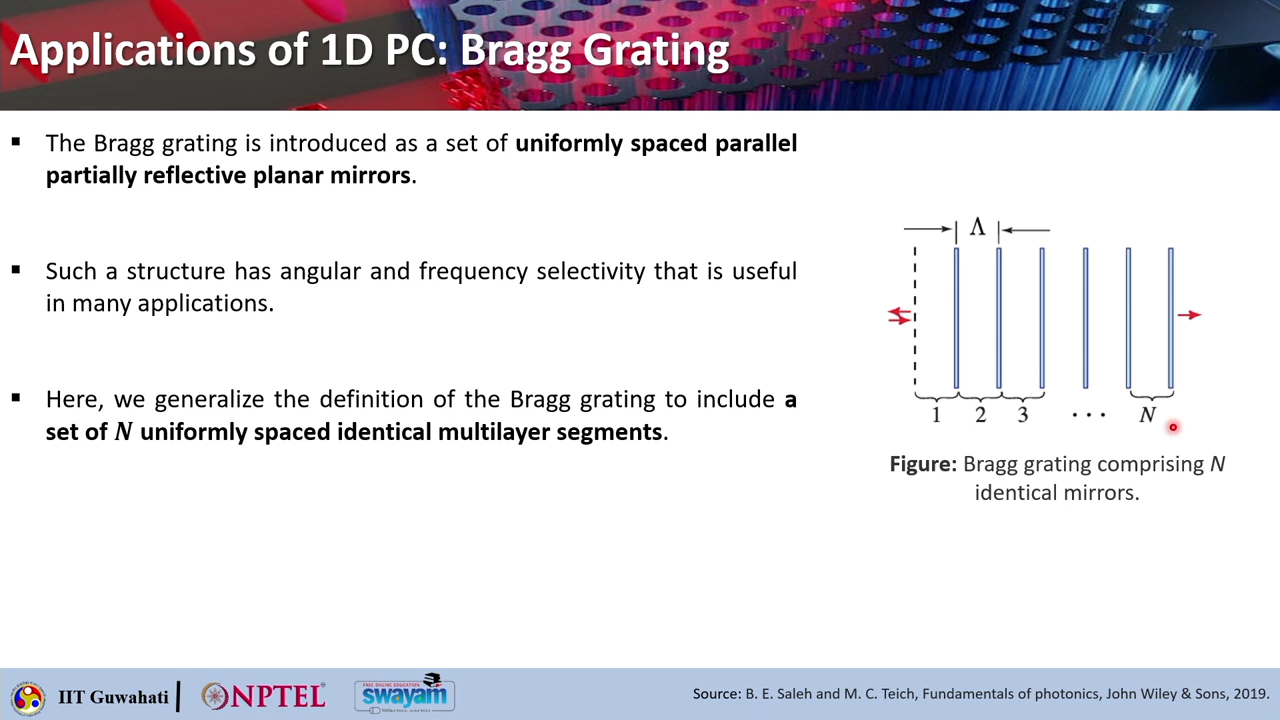 Applications of 1D PC: Bragg Grating
▪ The Bragg grating is introduced as a set of uniformly spaced parallel
partially reflective planar mirrors.
▪ Such a structure has angular and frequency selectivity that is useful
in many applications.
▪ Here, we generalize the definition of the Bragg grating to include a
set of N uniformly spaced identical multilayer segments.
Λ
1 2 3 ... N
Figure: Bragg grating comprising N
identical mirrors.
IIT Guwahati
NPTEL
FREE ONLINE EDUCATION
swayam
Source: B. E. Saleh and M. C. Teich, Fundamentals of photonics, John Wiley & Sons, 2019.